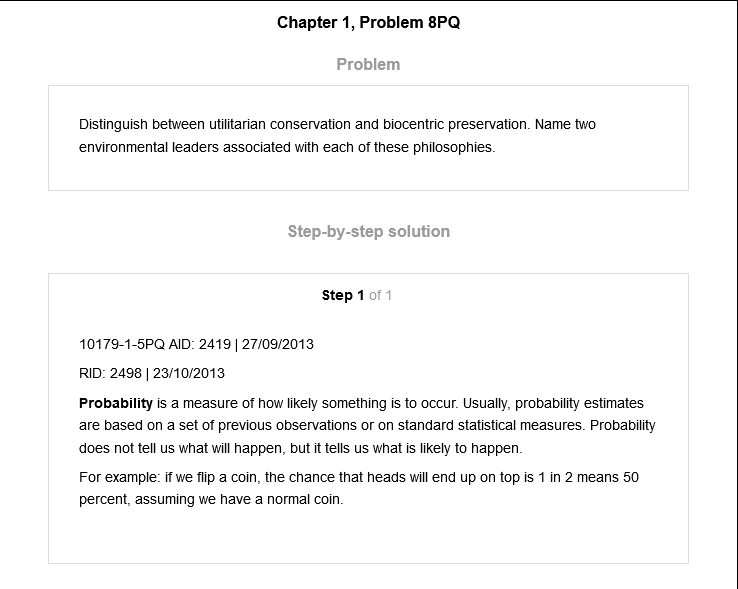 Chapter 1, Problem 8PQ
Problem
Distinguish between utilitarian conservation and biocentric preservation. Name two
environmental leaders associated with each of these philosophies.
Step-by-step solution
Step 1 of 1
10179-1-5PQ AID: 2419 | 27/09/2013
RID: 2498 | 23/10/2013
Probability is a measure of how likely something is to occur. Usually, probability estimates
are based on a set of previous observations or on standard statistical measures. Probability
does not tell us what will happen, but it tells us what is likely to happen.
For example: if we flip a coin, the chance that heads will end up on top is 1 in 2 means 50
percent, assuming we have a normal coin.